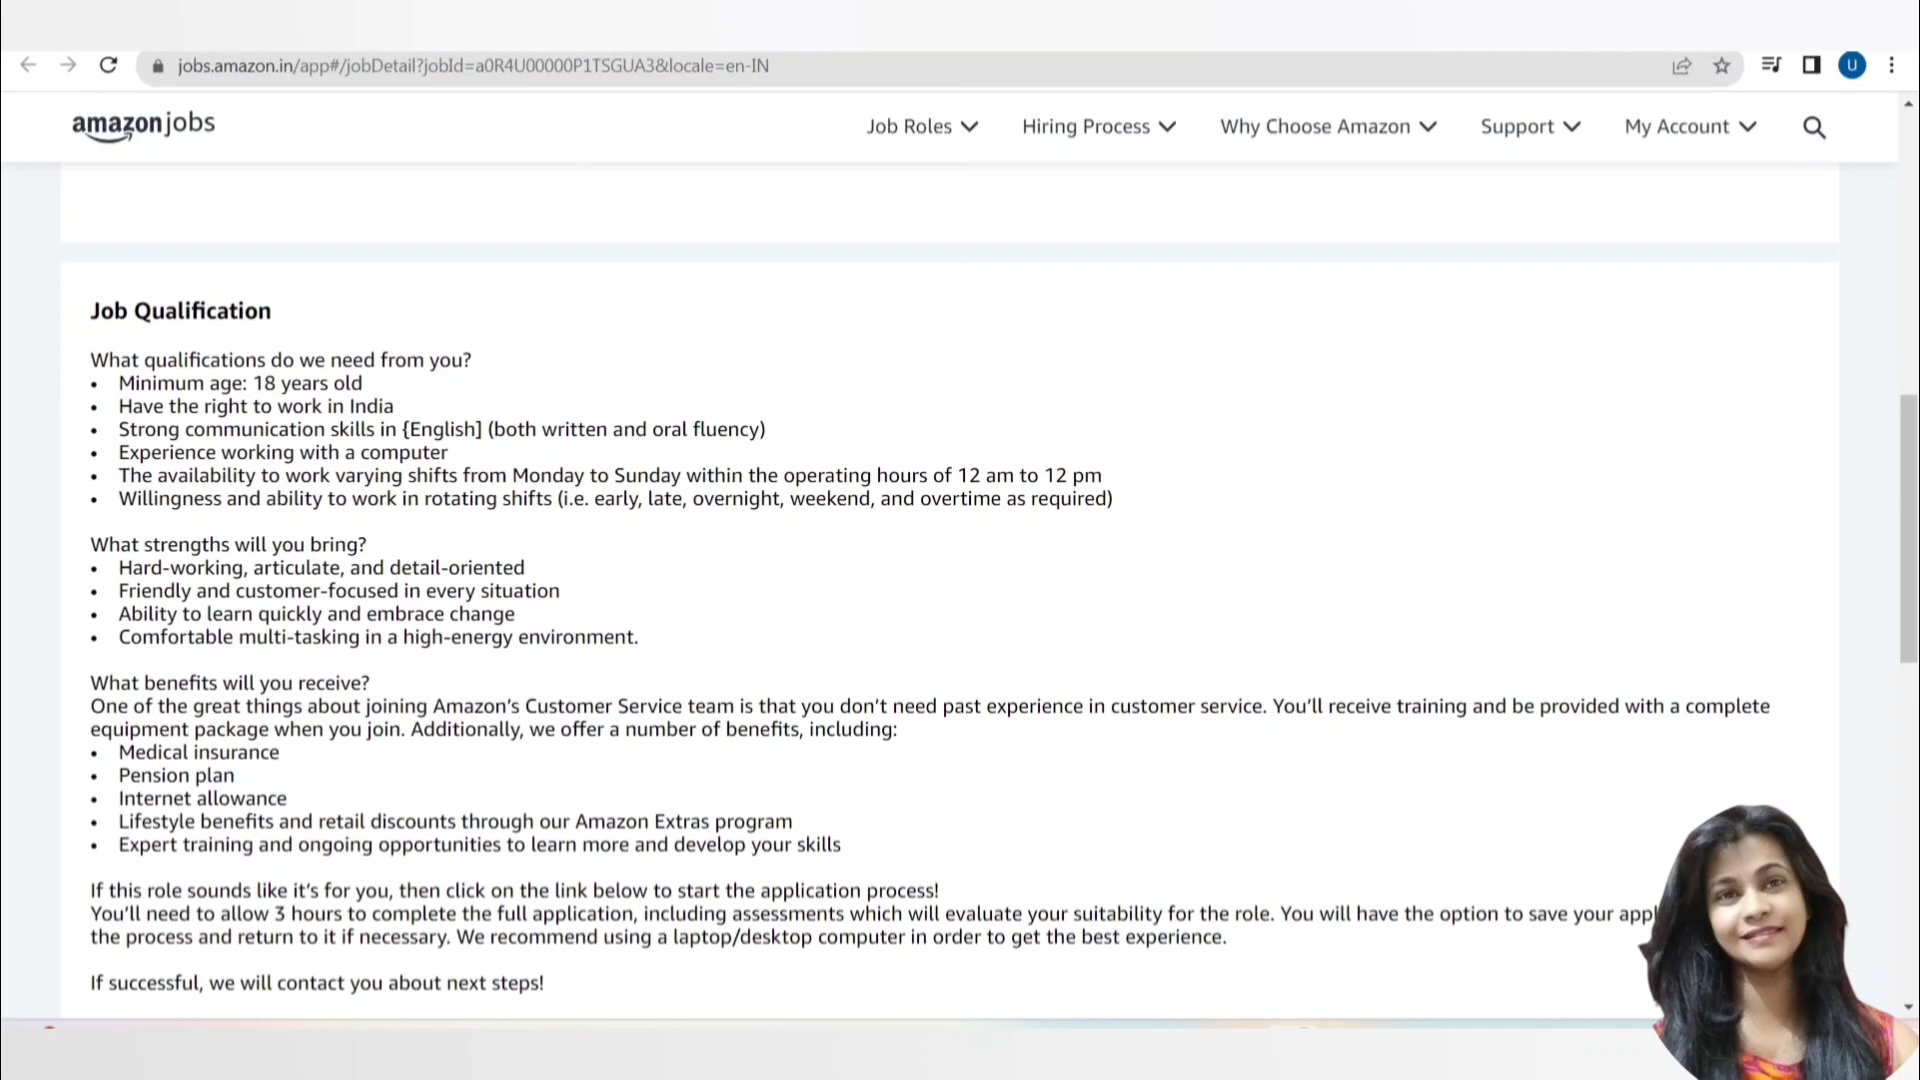 jobs.amazon.in/app#/jobDetail?jobId=a0R4U00000P1TSGUA3&locale=en-IN
U
amazon jobs
Job Roles
Hiring Process
Why Choose Amazon
Support
My Account
Job Qualification
What qualifications do we need from you?
• Minimum age: 18 years old
• Have the right to work in India
• Strong communication skills in {English] (both written and oral fluency)
• Experience working with a computer
• The availability to work varying shifts from Monday to Sunday within the operating hours of 12 am to 12 pm
• Willingness and ability to work in rotating shifts (i.e. early, late, overnight, weekend, and overtime as required)
What strengths will you bring?
• Hard-working, articulate, and detail-oriented
• Friendly and customer-focused in every situation
• Ability to learn quickly and embrace change
• Comfortable multi-tasking in a high-energy environment.
What benefits will you receive?
One of the great things about joining Amazon’s Customer Service team is that you don’t need past experience in customer service. You’ll receive training and be provided with a complete
equipment package when you join. Additionally, we offer a number of benefits, including:
• Medical insurance
• Pension plan
• Internet allowance
• Lifestyle benefits and retail discounts through our Amazon Extras program
• Expert training and ongoing opportunities to learn more and develop your skills
If this role sounds like it’s for you, then click on the link below to start the application process!
You’ll need to allow 3 hours to complete the full application, including assessments which will evaluate your suitability for the role. You will have the option to save your appl
the process and return to it if necessary. We recommend using a laptop/desktop computer in order to get the best experience.
If successful, we will contact you about next steps!